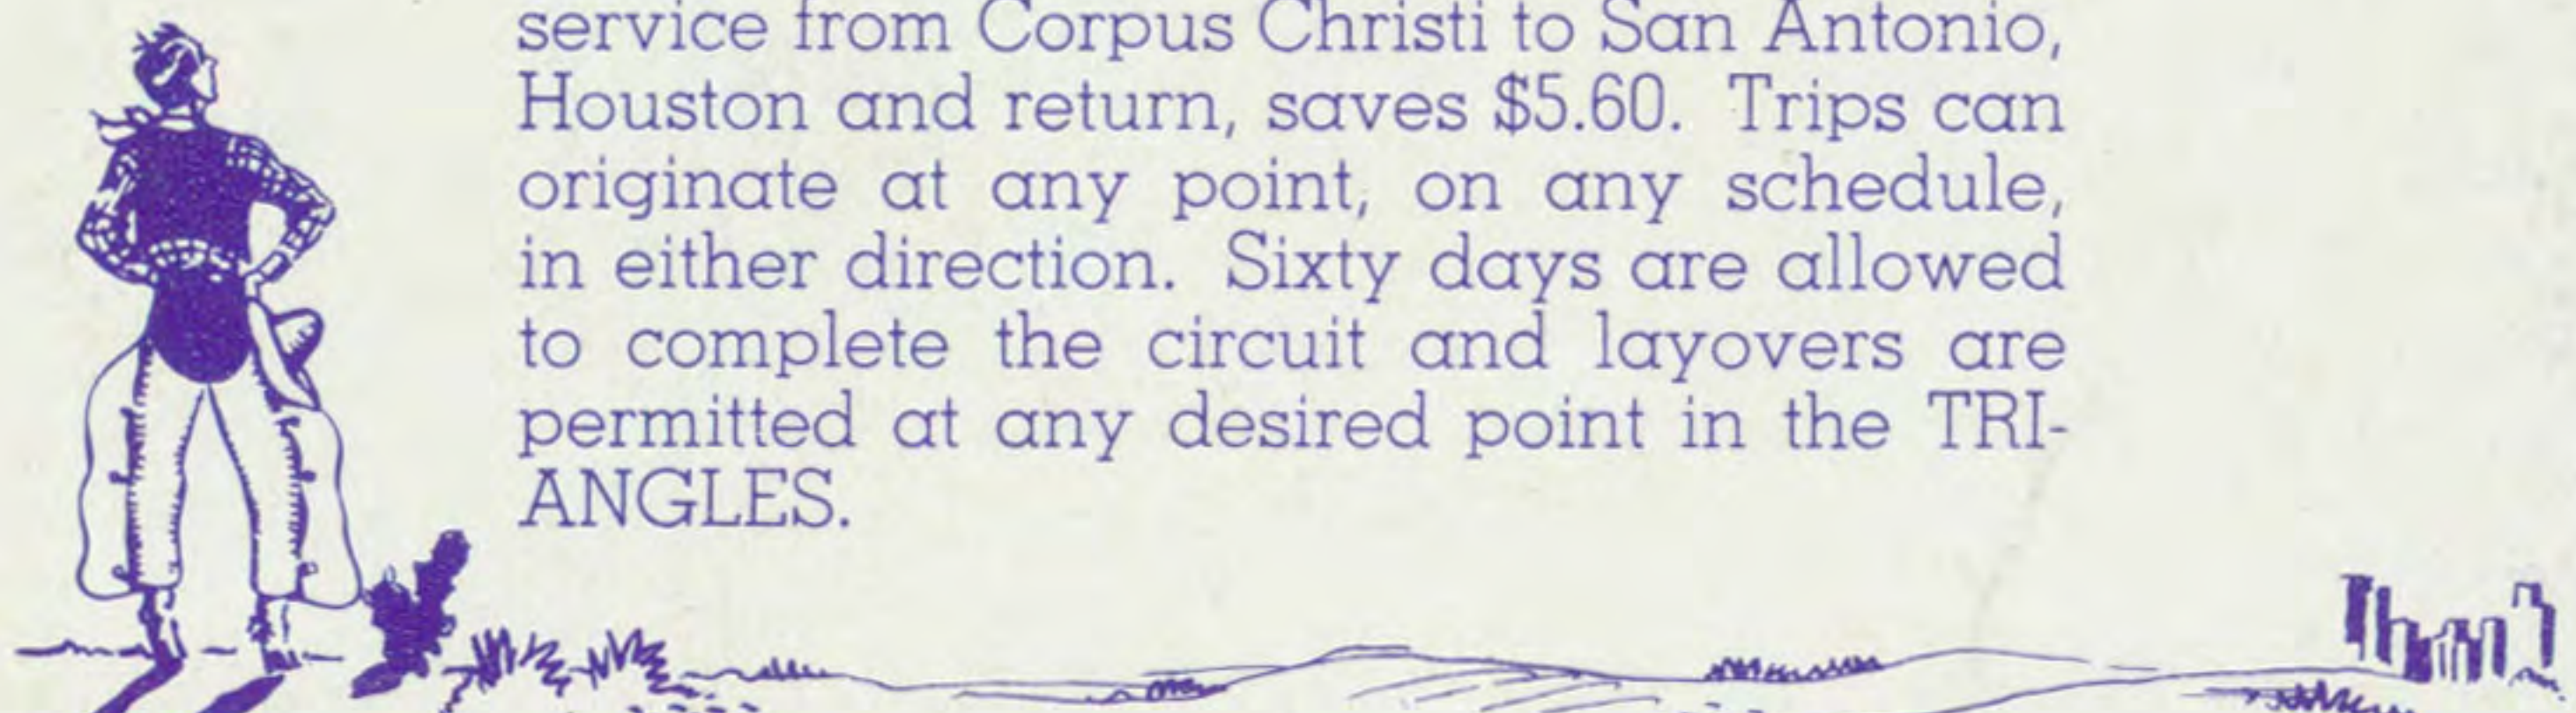 service from Corpus Christi to San Antonio,
Houston and return, saves $5.60. Trips can
originate at any point, on any schedule,
in either direction. Sixty days are allowed
to complete the circuit and layovers are
permitted at any desired point in the TRI-
ANGLES.